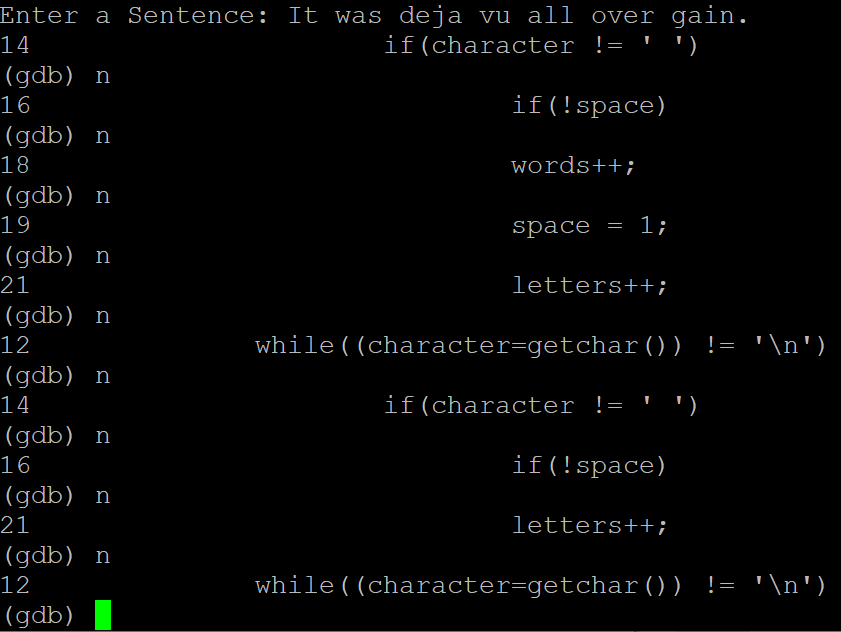 Enter a Sentence: It was deja vu all over gain.
14                      if(character != ' ')
(gdb) n
16                              if(!space)
(gdb) n
18                              words++;
(gdb) n
19                              space = 1;
(gdb) n
21                              letters++;
(gdb) n
12              while((character=getchar()) != '\n')
(gdb) n
14                      if(character != ' ')
(gdb) n
16                              if(!space)
(gdb) n
21                              letters++;
(gdb) n
12              while((character=getchar()) != '\n')
(gdb)